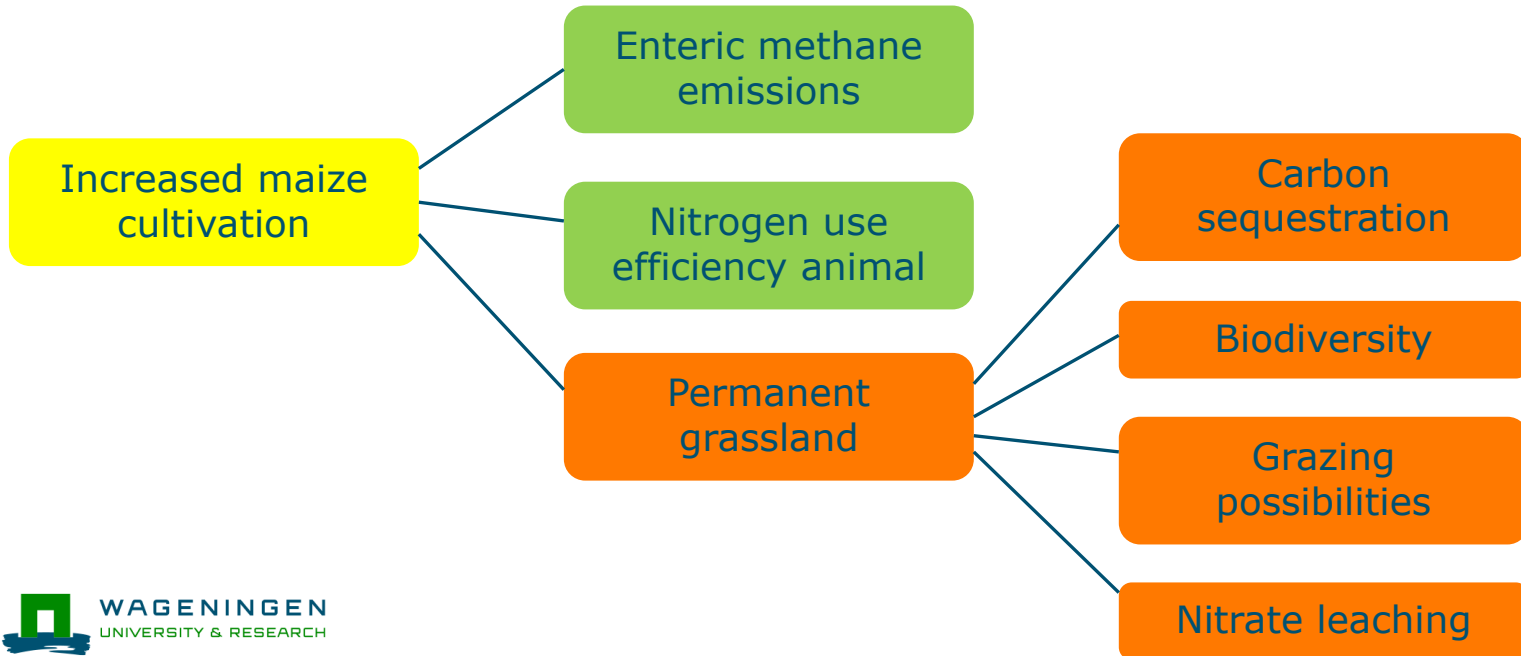 Increased maize
cultivation
Enteric methane
emissions
Nitrogen use
efficiency animal
Permanent
grassland
Carbon
sequestration
Biodiversity
Grazing
possibilities
Nitrate leaching
WAGENINGEN
UNIVERSITY & RESEARCH